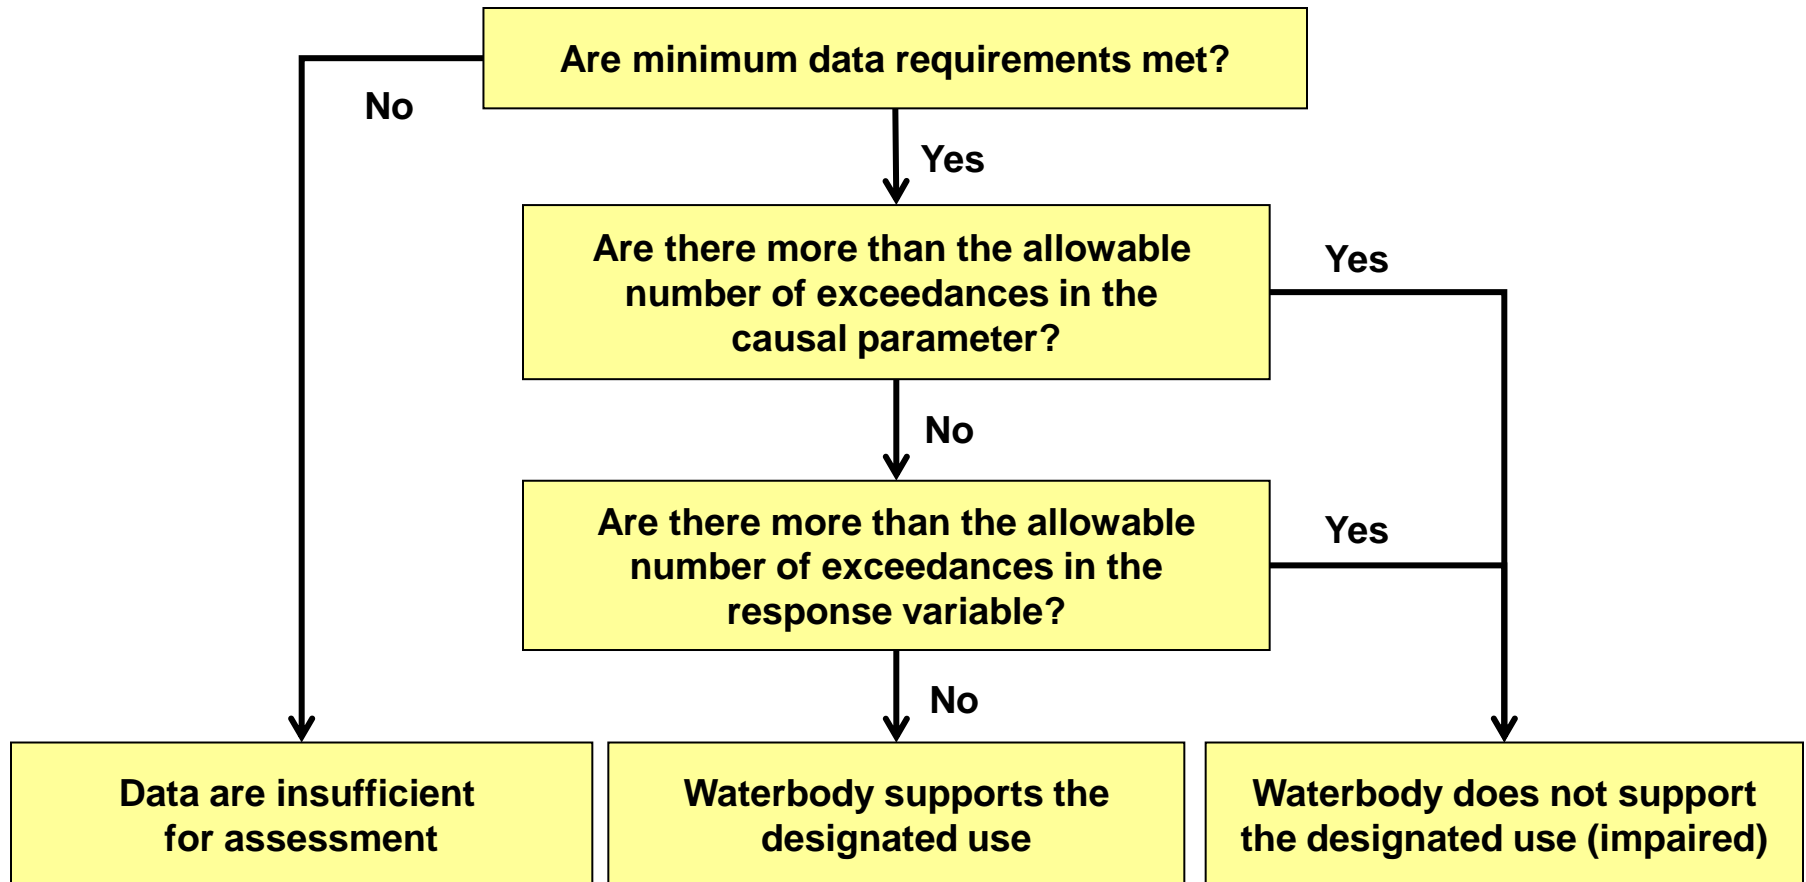 Are minimum data requirements met?
No
Yes
Are there more than the allowable
number of exceedances in the
causal parameter?
Yes
No
Are there more than the allowable
number of exceedances in the
response variable?
Yes
No
Data are insufficient
for assessment
Waterbody supports the
designated use
Waterbody does not support
the designated use (impaired)